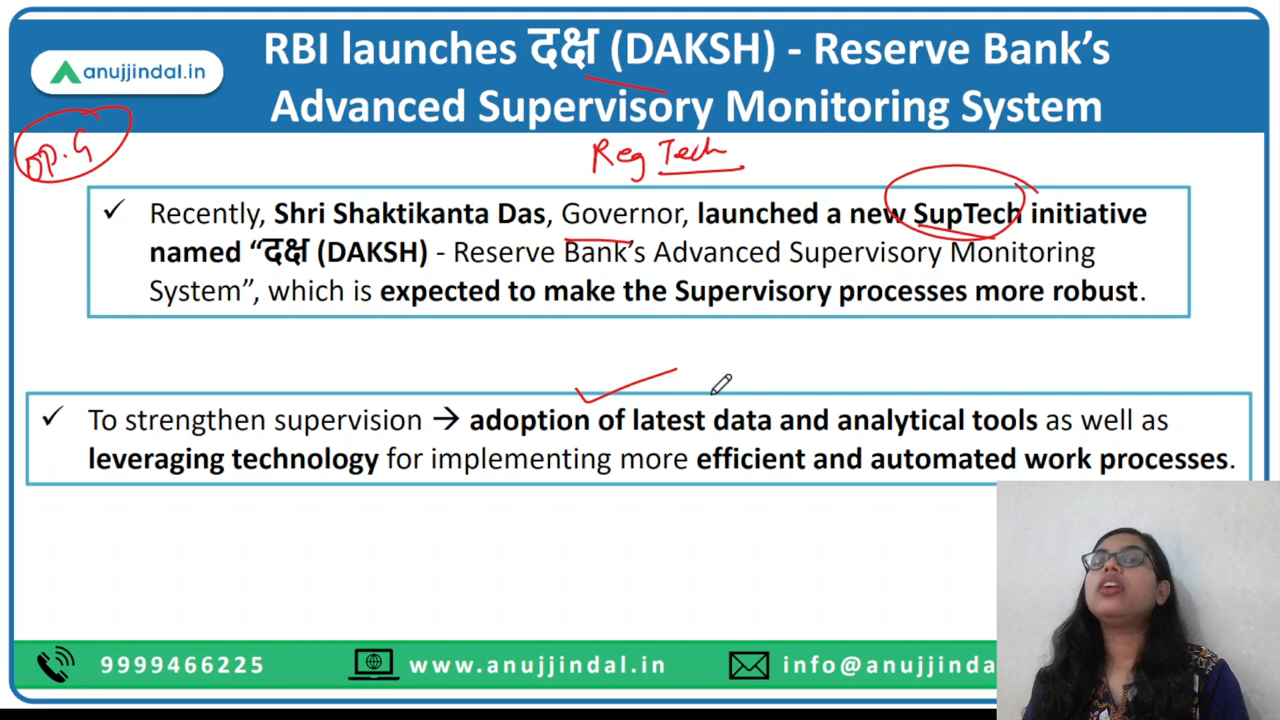 RBI launches दक्ष (DAKSH) - Reserve Bank’s
anujjindal.in
Advanced Supervisory Monitoring System
OP. G
Reg Tech
✓ Recently, Shri Shaktikanta Das, Governor, launched a new SupTech initiative
named “दक्ष (DAKSH) - Reserve Bank’s Advanced Supervisory Monitoring
System”, which is expected to make the Supervisory processes more robust.
✓ To strengthen supervision → adoption of latest data and analytical tools as well as
leveraging technology for implementing more efficient and automated work processes.
9999466225
www.anujjindal.in
info@anujjinda